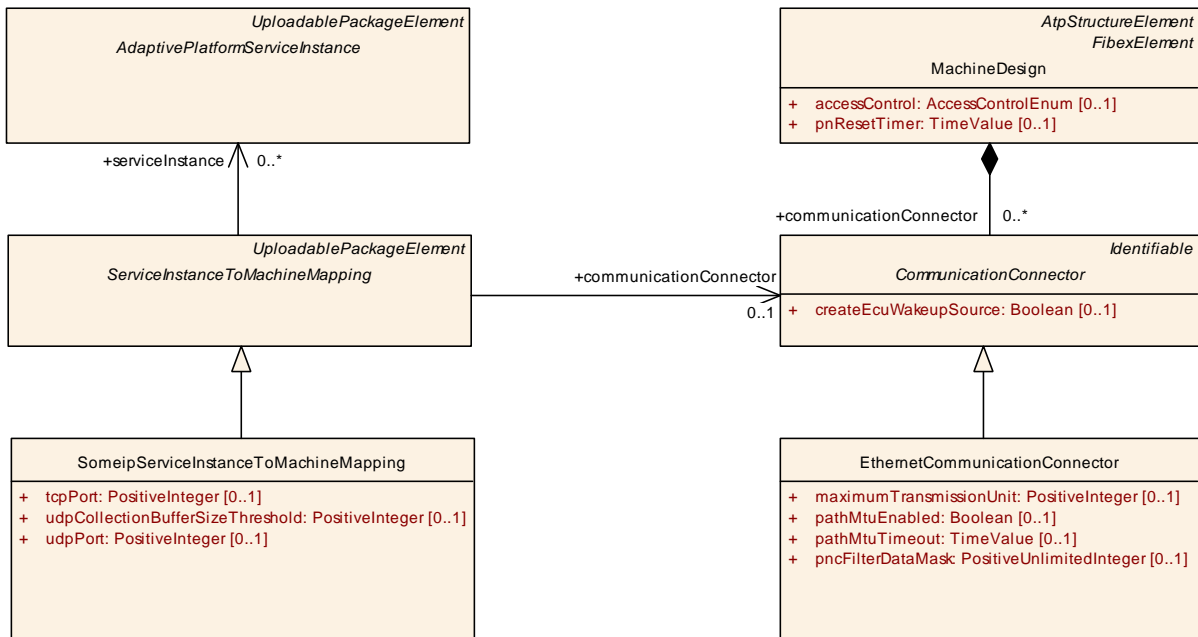 UploadablePackageElement
AdaptivePlatformServiceInstance
AtpStructureElement
FibexElement
MachineDesign
+ accessControl: AccessControlEnum [0..1]
+ pnResetTimer: TimeValue [0..1]
+serviceInstance 0..*
+communicationConnector 0..*
UploadablePackageElement
ServiceInstanceToMachineMapping
+communicationConnector
0..1
Identifiable
CommunicationConnector
+ createEcuWakeupSource: Boolean [0..1]
SomeipServiceInstanceToMachineMapping
+ tcpPort: PositiveInteger [0..1]
+ udpCollectionBufferSizeThreshold: PositiveInteger [0..1]
+ udpPort: PositiveInteger [0..1]
EthernetCommunicationConnector
+ maximumTransmissionUnit: PositiveInteger [0..1]
+ pathMtuEnabled: Boolean [0..1]
+ pathMtuTimeout: TimeValue [0..1]
+ pncFilterDataMask: PositiveUnlimitedInteger [0..1]